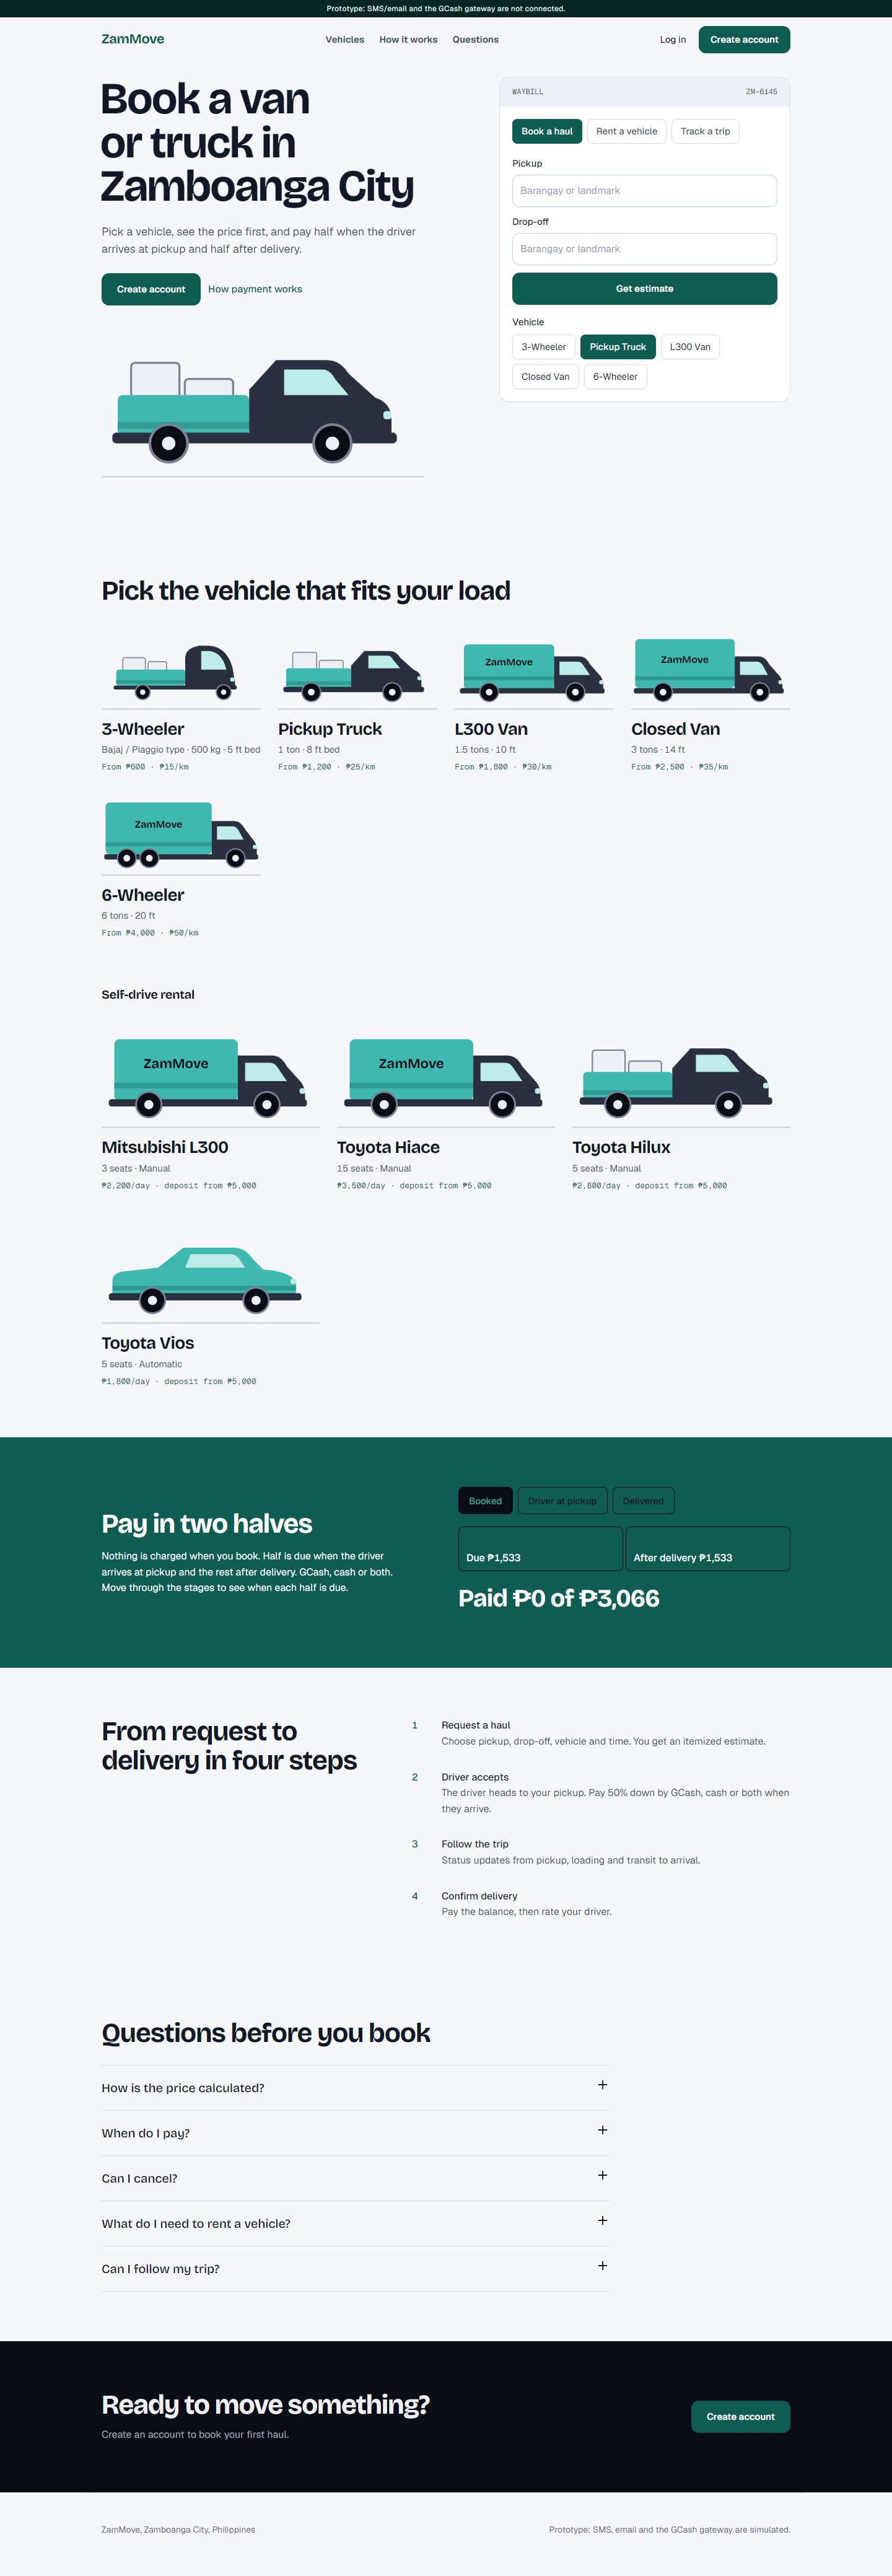 Prototype: SMS/email and the GCash gateway are not connected.
ZamMove
Vehicles
How it works
Questions
Log in
Create account
Book a van
or truck in
Zamboanga City
Pick a vehicle, see the price first, and pay half when the driver
arrives at pickup and half after delivery.
Create account
How payment works
WAYBILL
ZM-6145
Book a haul
Rent a vehicle
Track a trip
Pickup
Barangay or landmark
Drop-off
Barangay or landmark
Get estimate
Vehicle
3-Wheeler
Pickup Truck
L300 Van
Closed Van
6-Wheeler
Pick the vehicle that fits your load
3-Wheeler
Bajaj / Piaggio type · 500 kg · 5 ft bed
From ₱600 · ₱15/km
Pickup Truck
1 ton · 8 ft bed
From ₱1,200 · ₱25/km
ZamMove
L300 Van
1.5 tons · 10 ft
From ₱1,800 · ₱30/km
ZamMove
Closed Van
3 tons · 14 ft
From ₱2,500 · ₱35/km
ZamMove
6-Wheeler
6 tons · 20 ft
From ₱4,000 · ₱50/km
Self-drive rental
ZamMove
Mitsubishi L300
3 seats · Manual
₱2,200/day · deposit from ₱5,000
ZamMove
Toyota Hiace
15 seats · Manual
₱3,500/day · deposit from ₱5,000
Toyota Hilux
5 seats · Manual
₱2,800/day · deposit from ₱5,000
Toyota Vios
5 seats · Automatic
₱1,800/day · deposit from ₱5,000
Pay in two halves
Nothing is charged when you book. Half is due when the driver
arrives at pickup and the rest after delivery. GCash, cash or both.
Move through the stages to see when each half is due.
Booked
Driver at pickup
Delivered
Due ₱1,533
After delivery ₱1,533
Paid ₱0 of ₱3,066
From request to
delivery in four steps
1
Request a haul
Choose pickup, drop-off, vehicle and time. You get an itemized estimate.
2
Driver accepts
The driver heads to your pickup. Pay 50% down by GCash, cash or both when
they arrive.
3
Follow the trip
Status updates from pickup, loading and transit to arrival.
4
Confirm delivery
Pay the balance, then rate your driver.
Questions before you book
How is the price calculated?
When do I pay?
Can I cancel?
What do I need to rent a vehicle?
Can I follow my trip?
Ready to move something?
Create an account to book your first haul.
Create account
ZamMove, Zamboanga City, Philippines
Prototype: SMS, email and the GCash gateway are simulated.